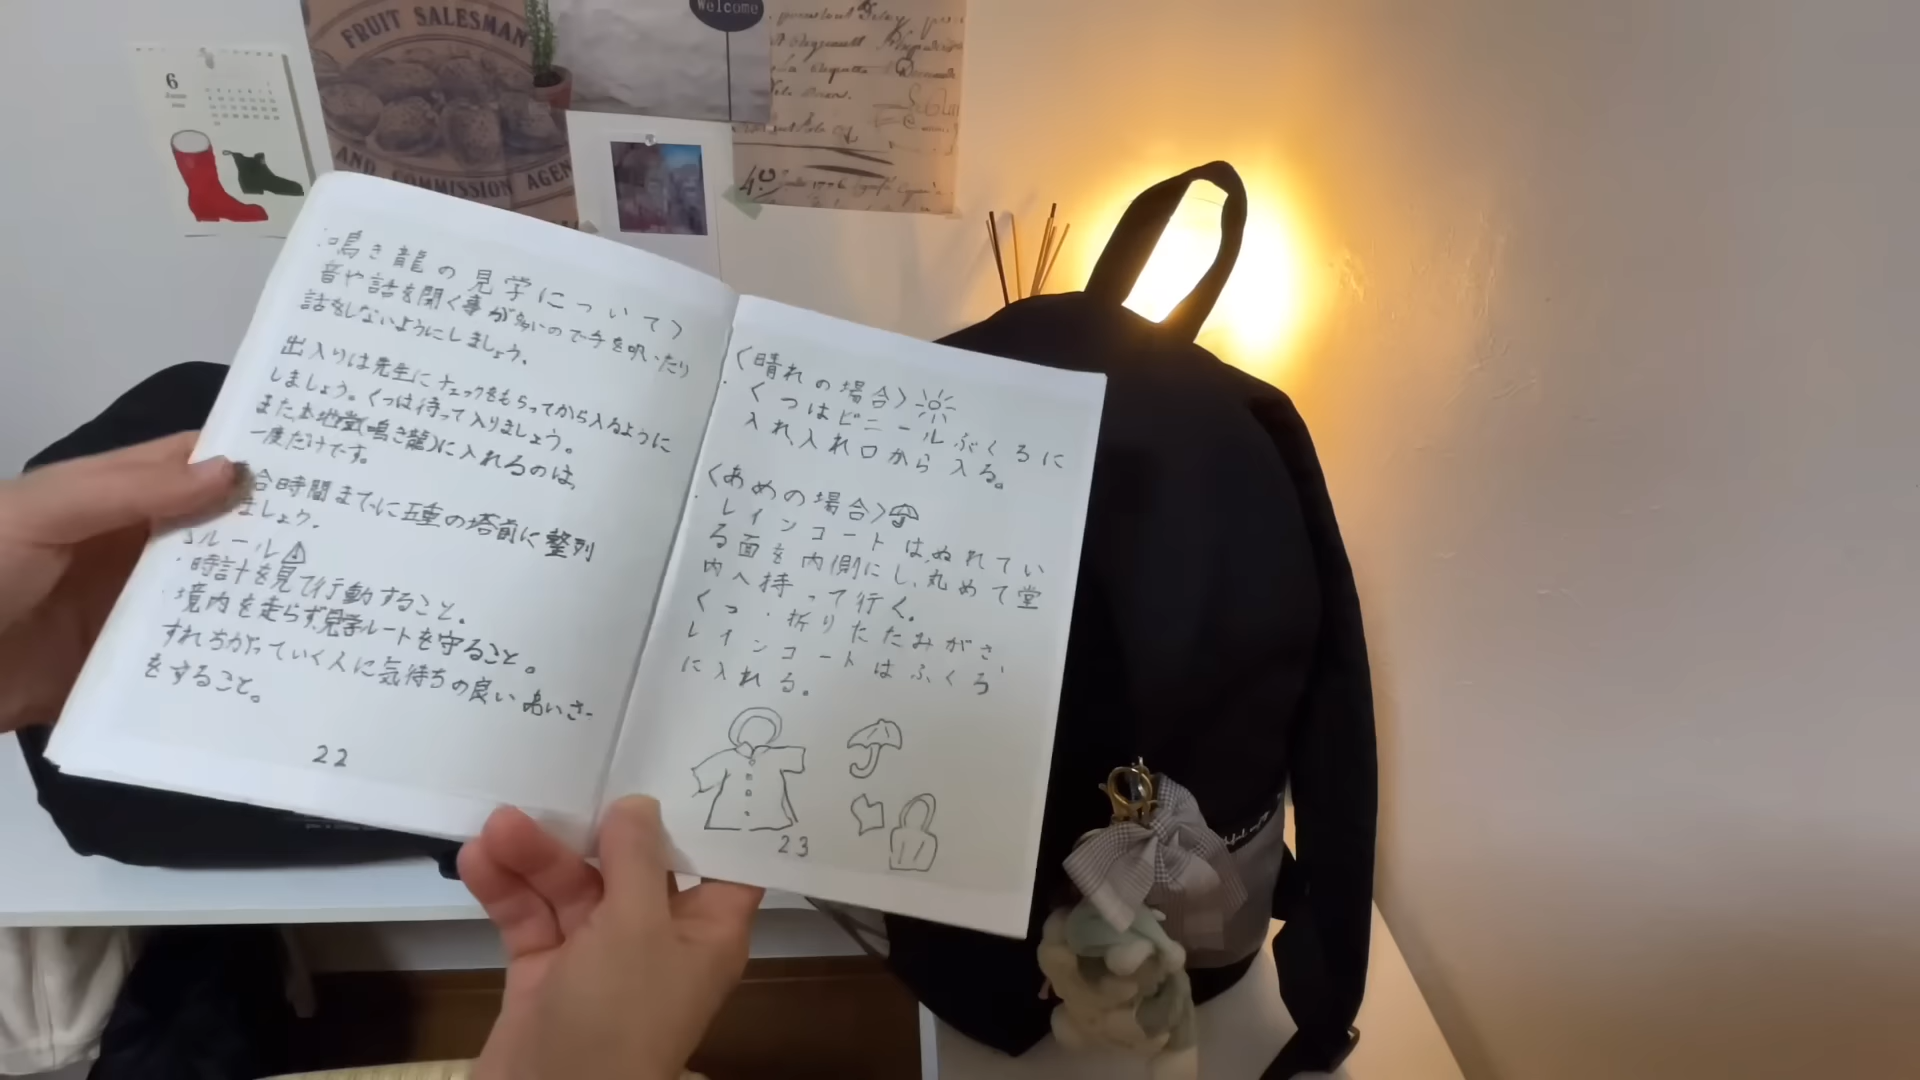 6
FRUIT SALESMAN
AND COMMISSION AGEN
Welcome
鳴き龍の見学について〉
音や話を聞く事が多いので手を叩いたり
話をしないようにしましょう。
出入りは先生にチェックをもらってから入るように
しましょう。くつは持って入りましょう。
また本地堂(鳴き龍)に入れるのは、
一度だけです。
合時間までに五重の塔前に整列
ましょう。
ルール⚠
・時計を見て行動すること。
・境内を走らず見学ルートを守ること。
すれちがっていく人に気持ちの良いあいさつ
をすること。
22
〈晴れの場合〉
・くつはビニールぶくろに
入れ、入れ口から入る。
〈あめの場合〉
・レインコートは、ぬれてい
る面を内側にし、丸めて堂
内へ持って行く。
くつ・折りたたみがさ、
レインコートはふくろ
に入れる。
23